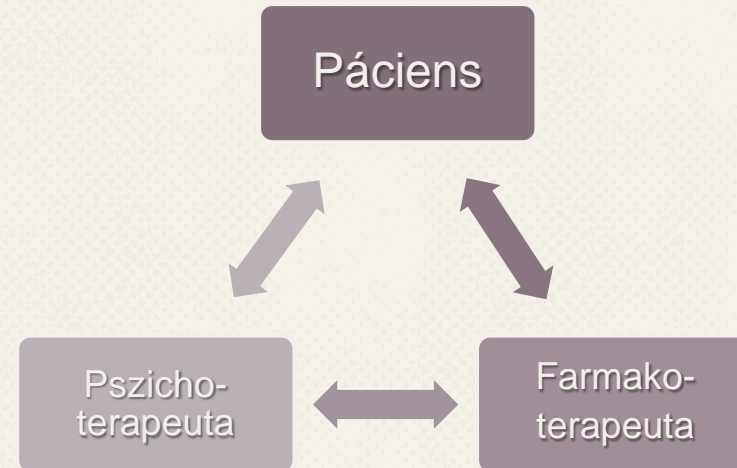 Páciens
Pszicho-
terapeuta
Farmako-
terapeuta